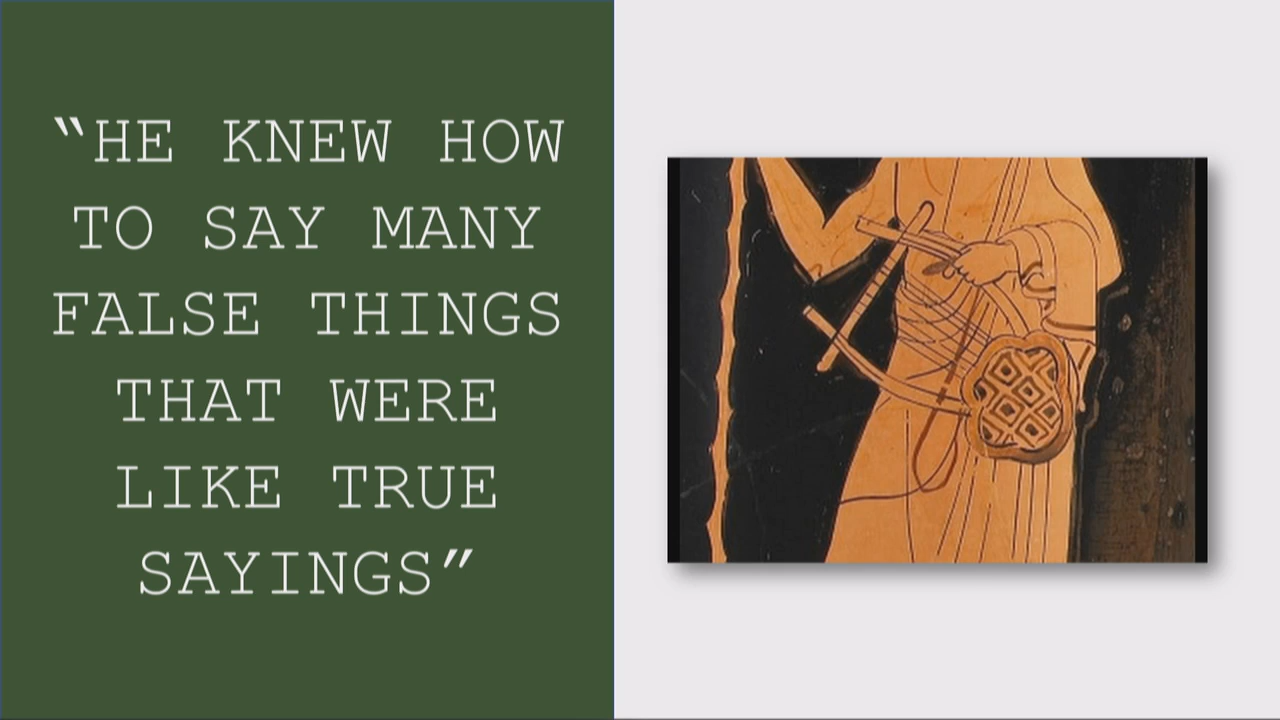 “HE KNEW HOW
TO SAY MANY
FALSE THINGS
THAT WERE
LIKE TRUE
SAYINGS”